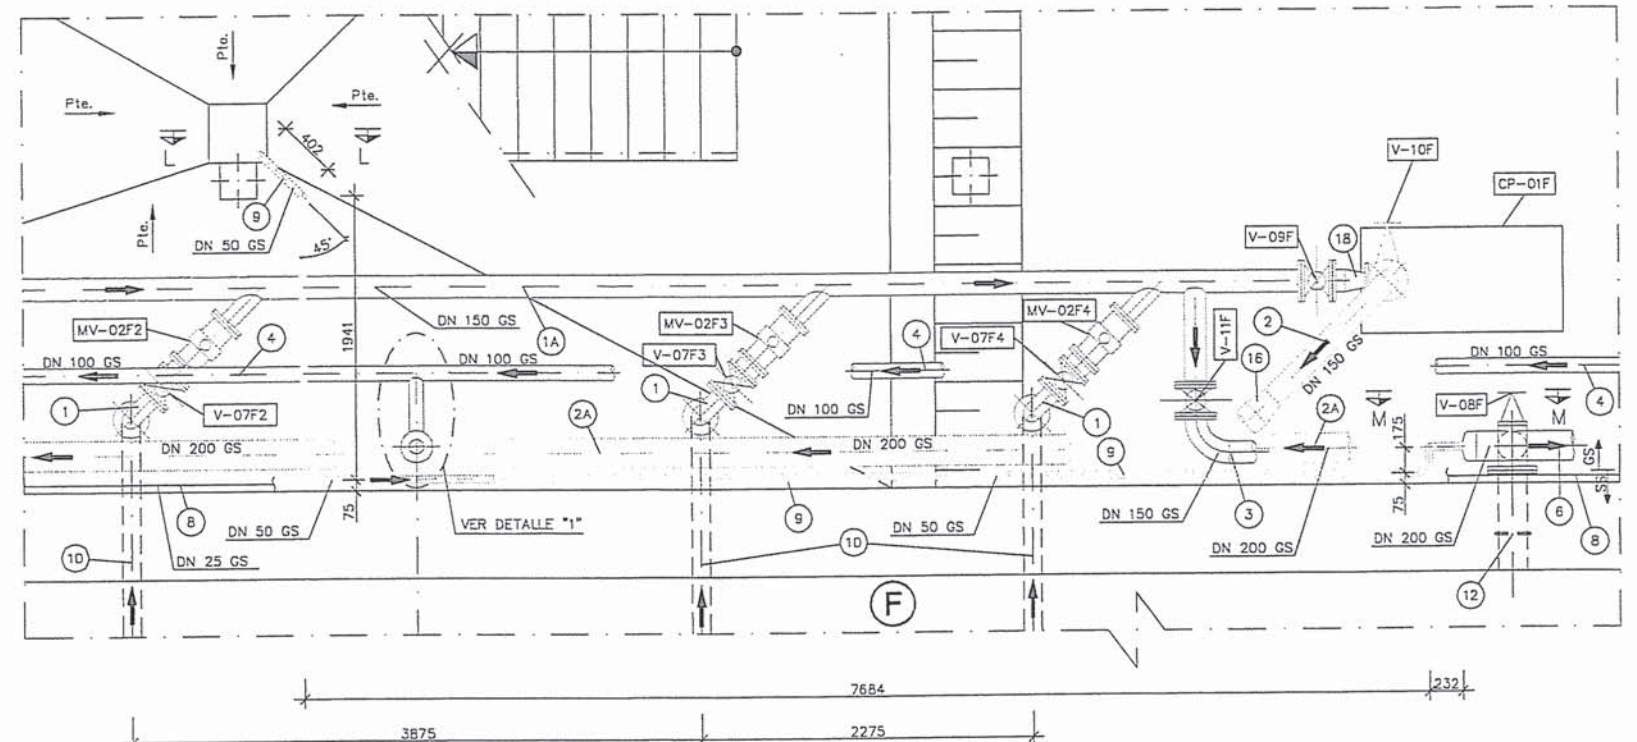 Pte.
Pte.
Pte.
Pte.
L
L
402
9
DN 50 GS
45°
1941
V-10F
CP-01F
V-09F
18
MV-02F2
4
DN 150 GS
1A
MV-02F3
MV-02F4
4
V-11F
2
DN 150 GS
16
DN 100 GS
DN 100 GS
V-07F3
V-07F4
DN 100 GS
DN 100 GS
4
1
V-07F2
1
2A
1
2A
M
V-08F
M
DN 200 GS
DN 200 GS
9
175
75
GS
SS
75
8
DN 50 GS
VER DETALLE "1"
9
DN 50 GS
DN 150 GS
3
DN 200 GS
DN 200 GS
6
8
1D
DN 25 GS
1D
12
F
7684
232
3875
2275